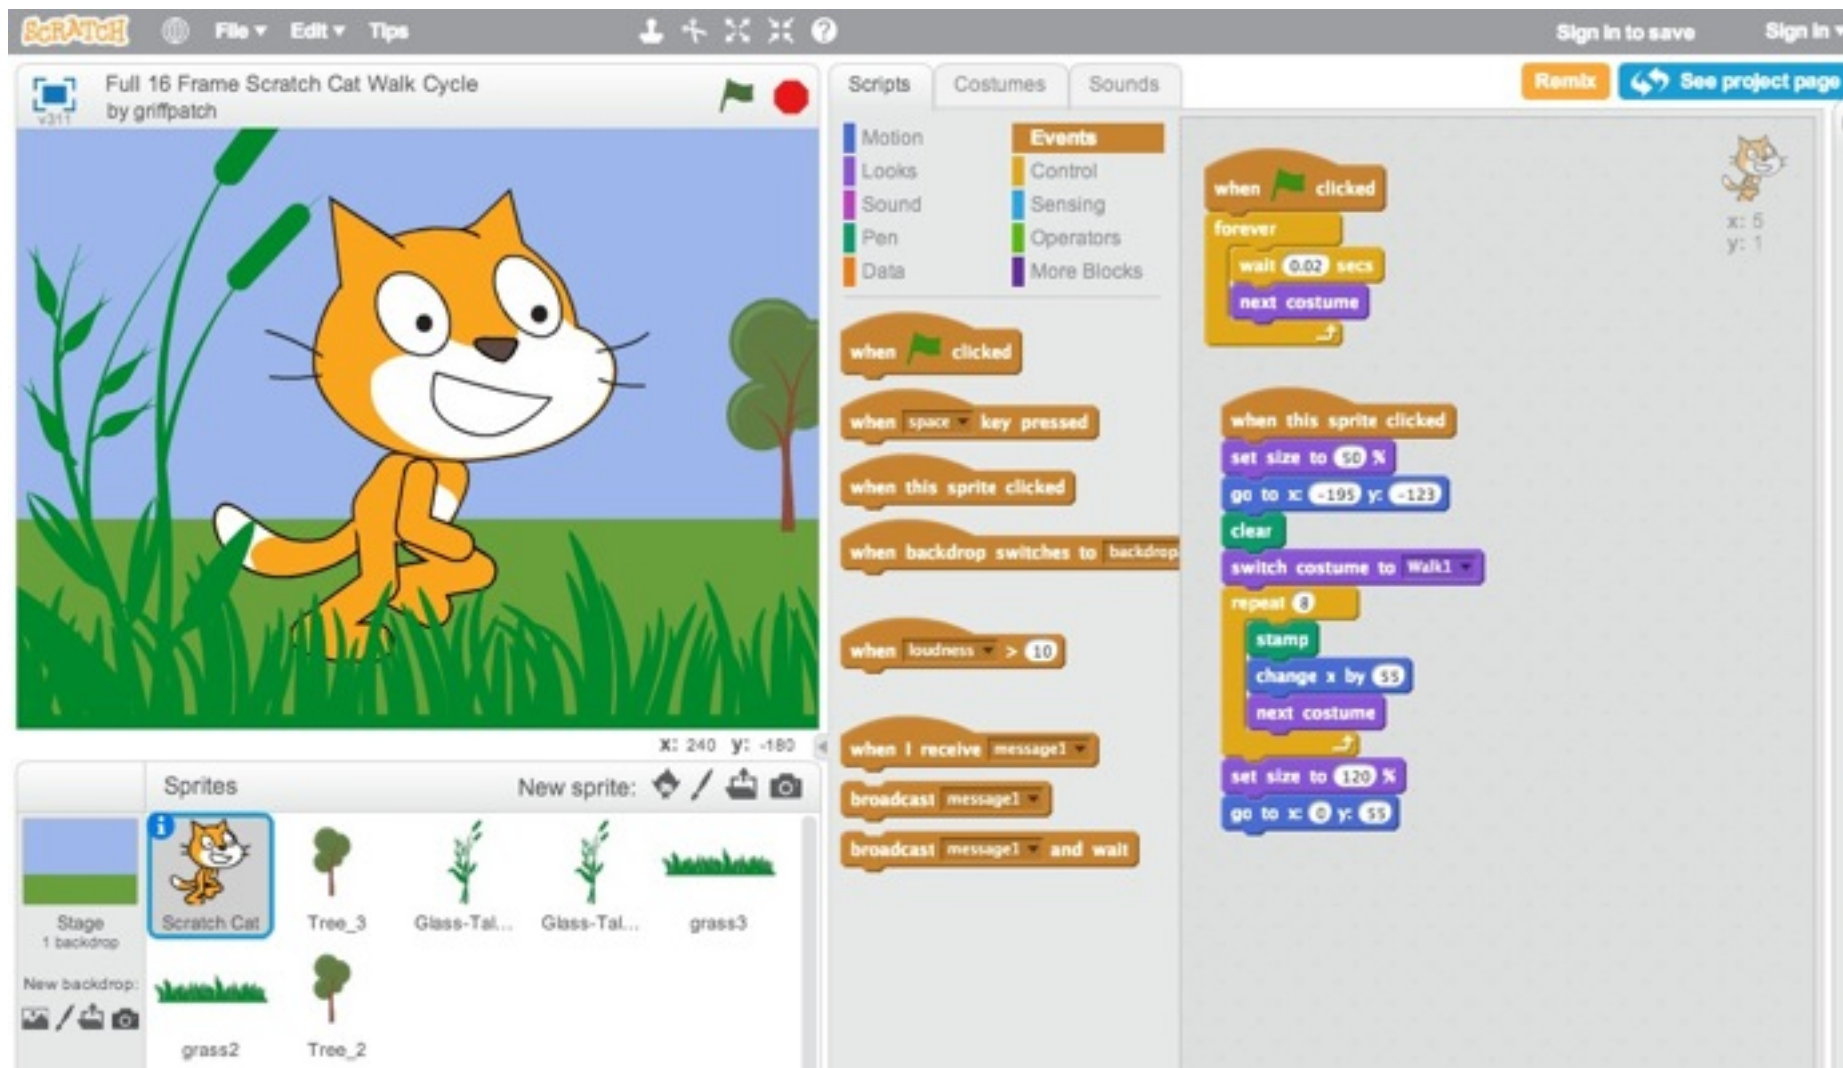 SCRATCH File Edit Tips Sign in to save Sign in
Full 16 Frame Scratch Cat Walk Cycle
by griffpatch
v311
x: 240 y: -180
Sprites New sprite:
Stage
1 backdrop
New backdrop:
Scratch Cat Tree_3 Glass-Tal... Glass-Tal... grass3
grass2 Tree_2
Scripts Costumes Sounds
Remix See project page
Motion Events
Looks Control
Sound Sensing
Pen Operators
Data More Blocks
when clicked
when space key pressed
when this sprite clicked
when backdrop switches to backdrop
when loudness > 10
when I receive message1
broadcast message1
broadcast message1 and wait
when clicked
forever
wait 0.02 secs
next costume
when this sprite clicked
set size to 50 %
go to x: -195 y: -123
clear
switch costume to Walk1
repeat 8
stamp
change x by 55
next costume
set size to 120 %
go to x: 0 y: 55
x: 5
y: 1